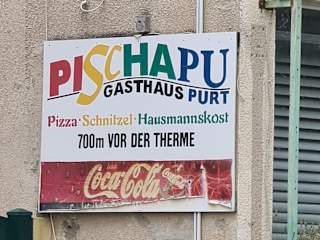 PISCHAPU
GASTHAUS PURT
Pizza · Schnitzel · Hausmannskost
700m VOR DER THERME
Coca-Cola